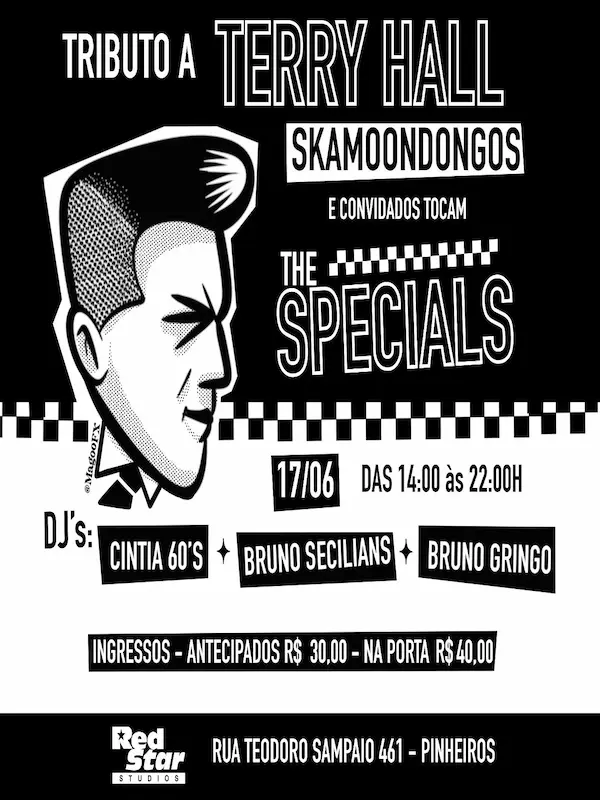 TRIBUTO A TERRY HALL
SKAMOONDONGOS
E CONVIDADOS TOCAM
THE
SPECIALS
@MagooFX
17/06 DAS 14:00 às 22:00H
DJ's:
CINTIA 60'S BRUNO SECILIANS BRUNO GRINGO
INGRESSOS - ANTECIPADOS R$ 30,00 - NA PORTA R$ 40,00
Red
Star
STUDIOS
RUA TEODORO SAMPAIO 461 - PINHEIROS